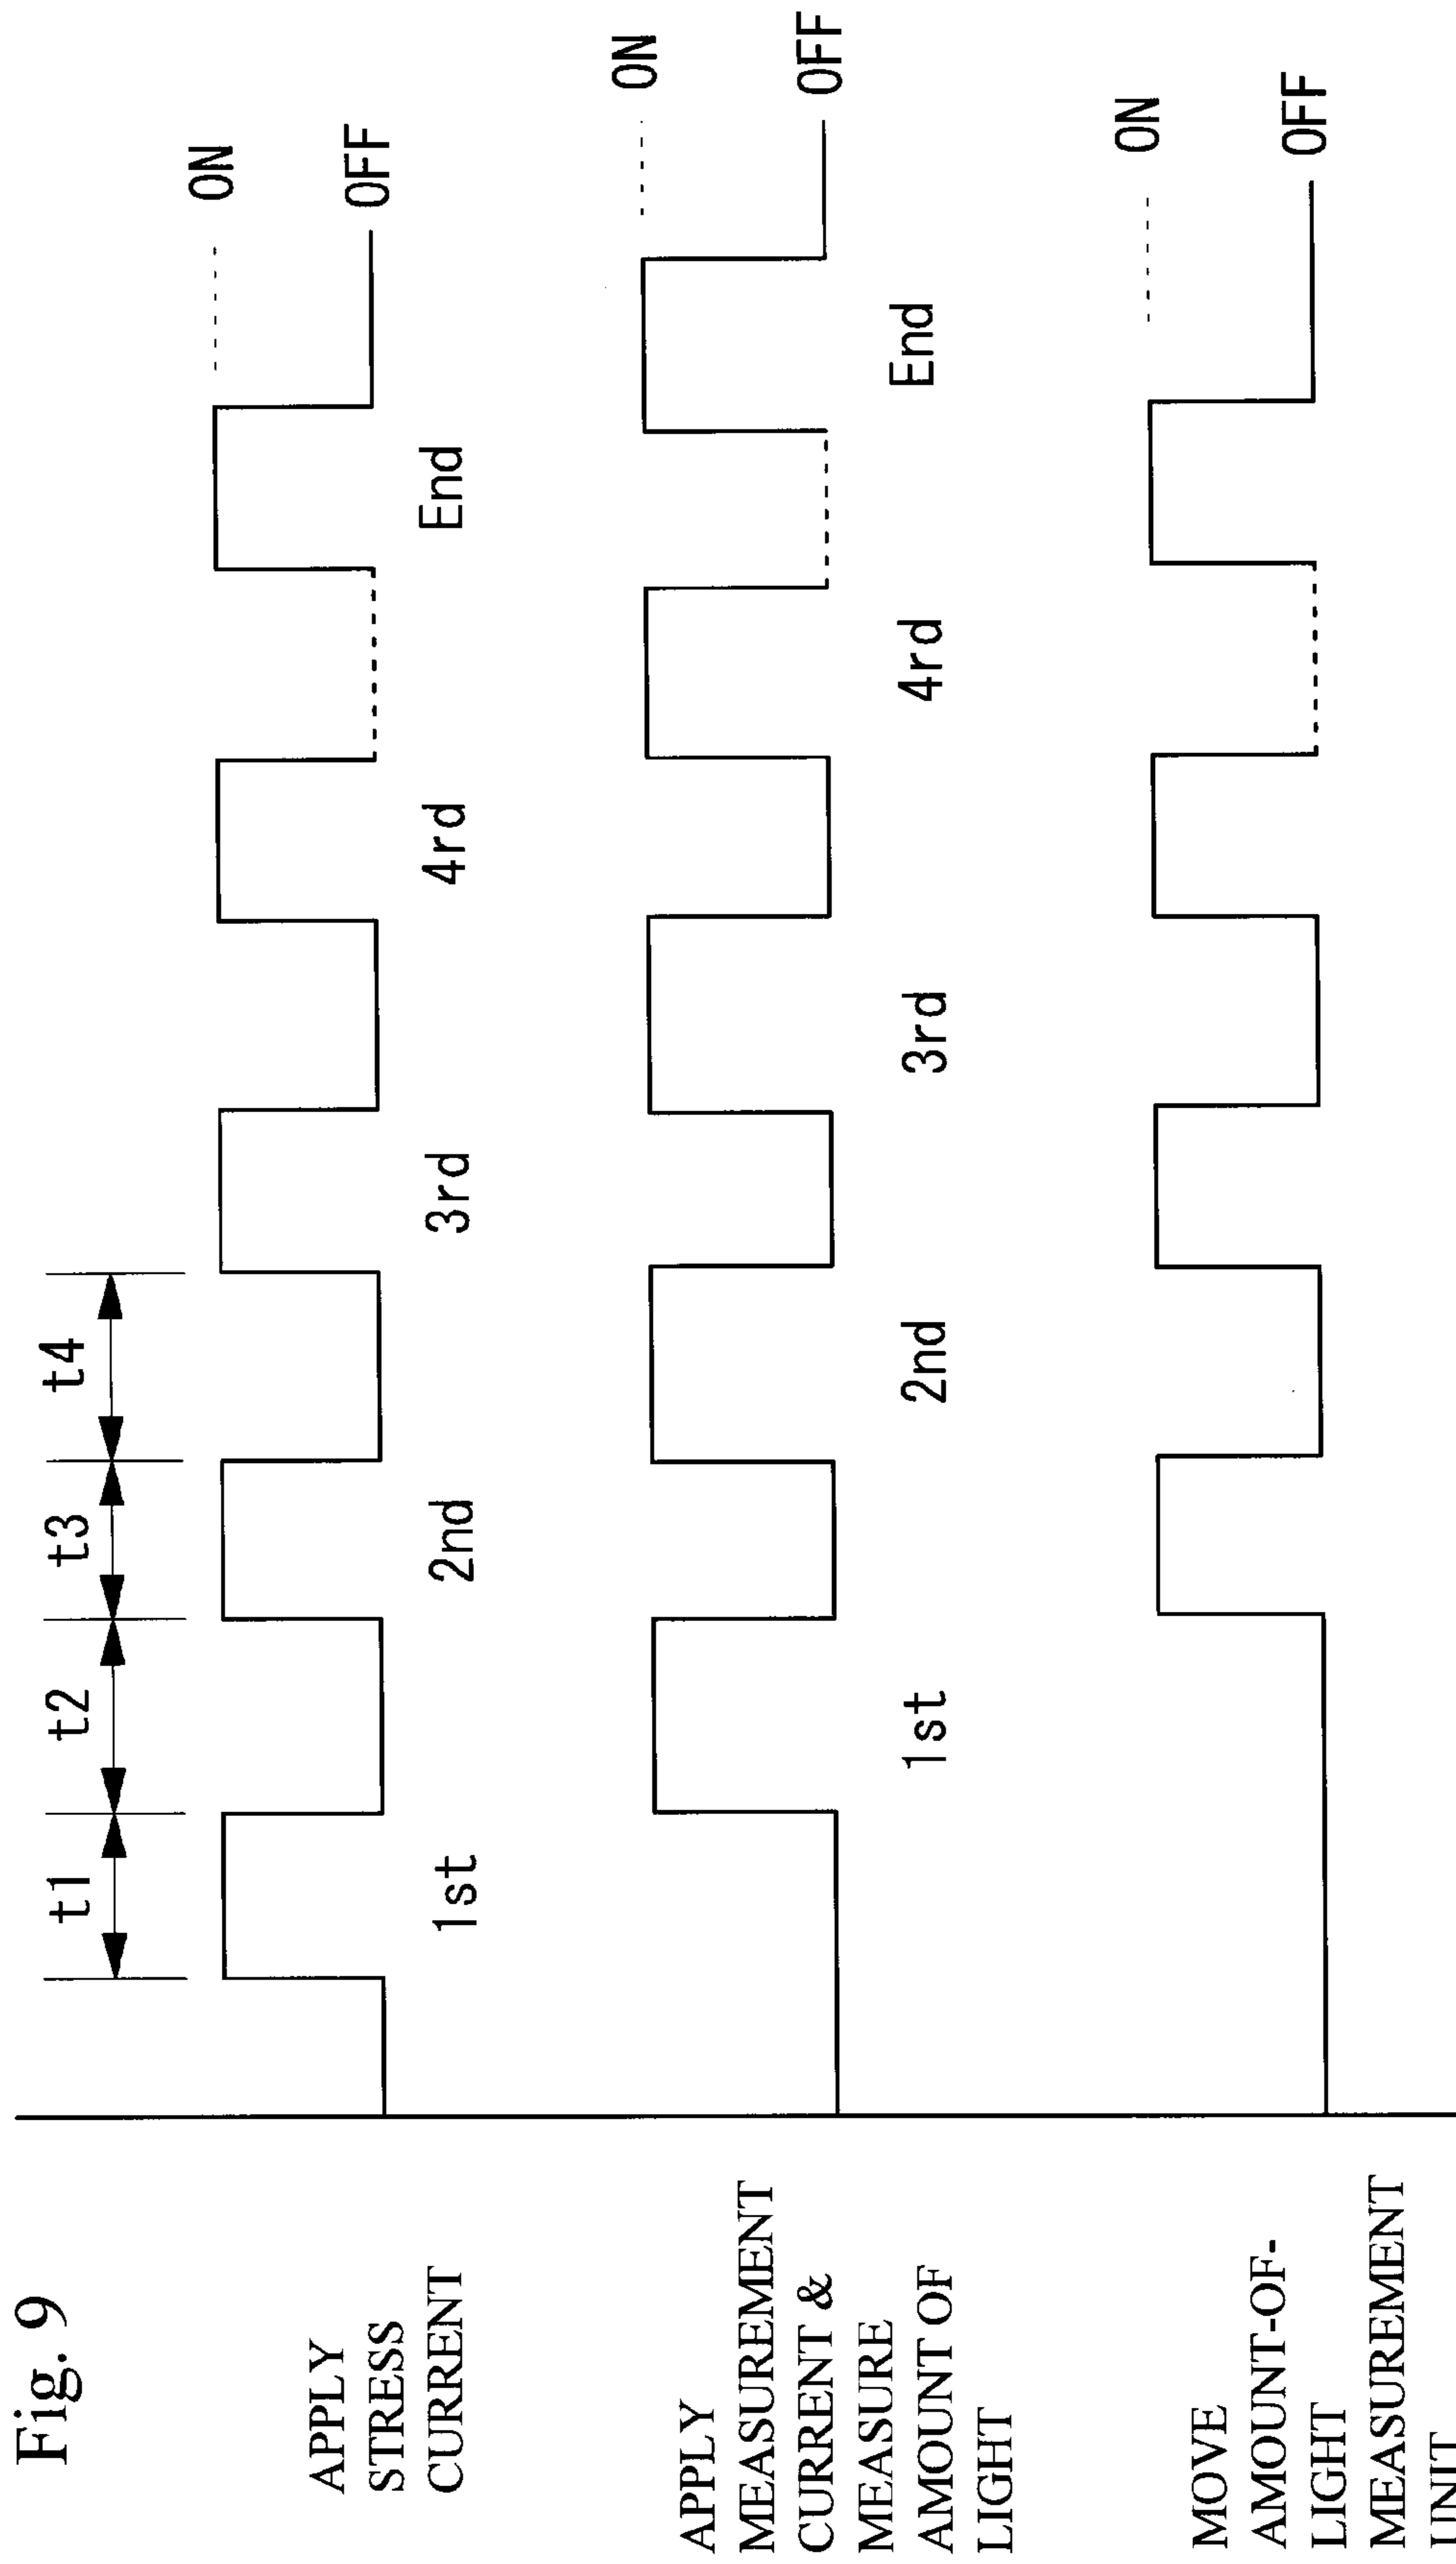 Fig. 9
t1
t2
t3
t4
APPLY
STRESS
CURRENT
ON
OFF
1st
2nd
3rd
4rd
End
APPLY
MEASUREMENT
CURRENT &
MEASURE
AMOUNT OF
LIGHT
ON
OFF
1st
2nd
3rd
4rd
End
MOVE
AMOUNT-OF-
LIGHT
MEASUREMENT
UNIT
ON
OFF